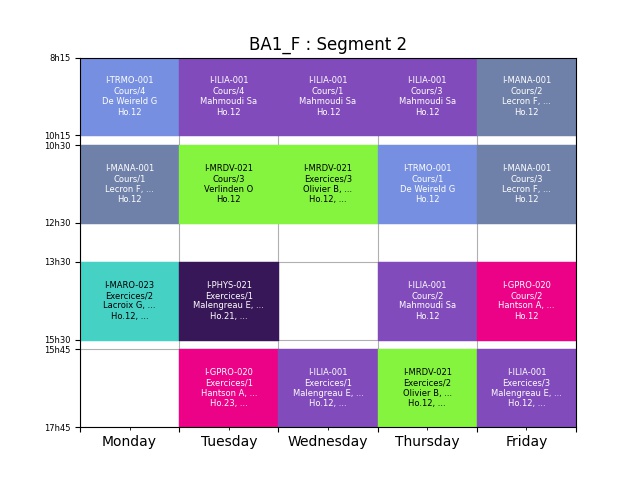 BA1_F : Segment 2
8h15
I-TRMO-001
Cours/4
De Weireld G
Ho.12
I-ILIA-001
Cours/4
Mahmoudi Sa
Ho.12
I-ILIA-001
Cours/1
Mahmoudi Sa
Ho.12
I-ILIA-001
Cours/3
Mahmoudi Sa
Ho.12
I-MANA-001
Cours/2
Lecron F, ...
Ho.12
10h15
10h30
I-MANA-001
Cours/1
Lecron F, ...
Ho.12
I-MRDV-021
Cours/3
Verlinden O
Ho.12
I-MRDV-021
Exercices/3
Olivier B, ...
Ho.12, ...
I-TRMO-001
Cours/1
De Weireld G
Ho.12
I-MANA-001
Cours/3
Lecron F, ...
Ho.12
12h30
13h30
I-MARO-023
Exercices/2
Lacroix G, ...
Ho.12, ...
I-PHYS-021
Exercices/1
Malengreau E, ...
Ho.21, ...
I-ILIA-001
Cours/2
Mahmoudi Sa
Ho.12
I-GPRO-020
Cours/2
Hantson A, ...
Ho.12
15h30
15h45
I-GPRO-020
Exercices/1
Hantson A, ...
Ho.23, ...
I-ILIA-001
Exercices/1
Malengreau E, ...
Ho.12, ...
I-MRDV-021
Exercices/2
Olivier B, ...
Ho.12, ...
I-ILIA-001
Exercices/3
Malengreau E, ...
Ho.12, ...
17h45
Monday
Tuesday
Wednesday
Thursday
Friday